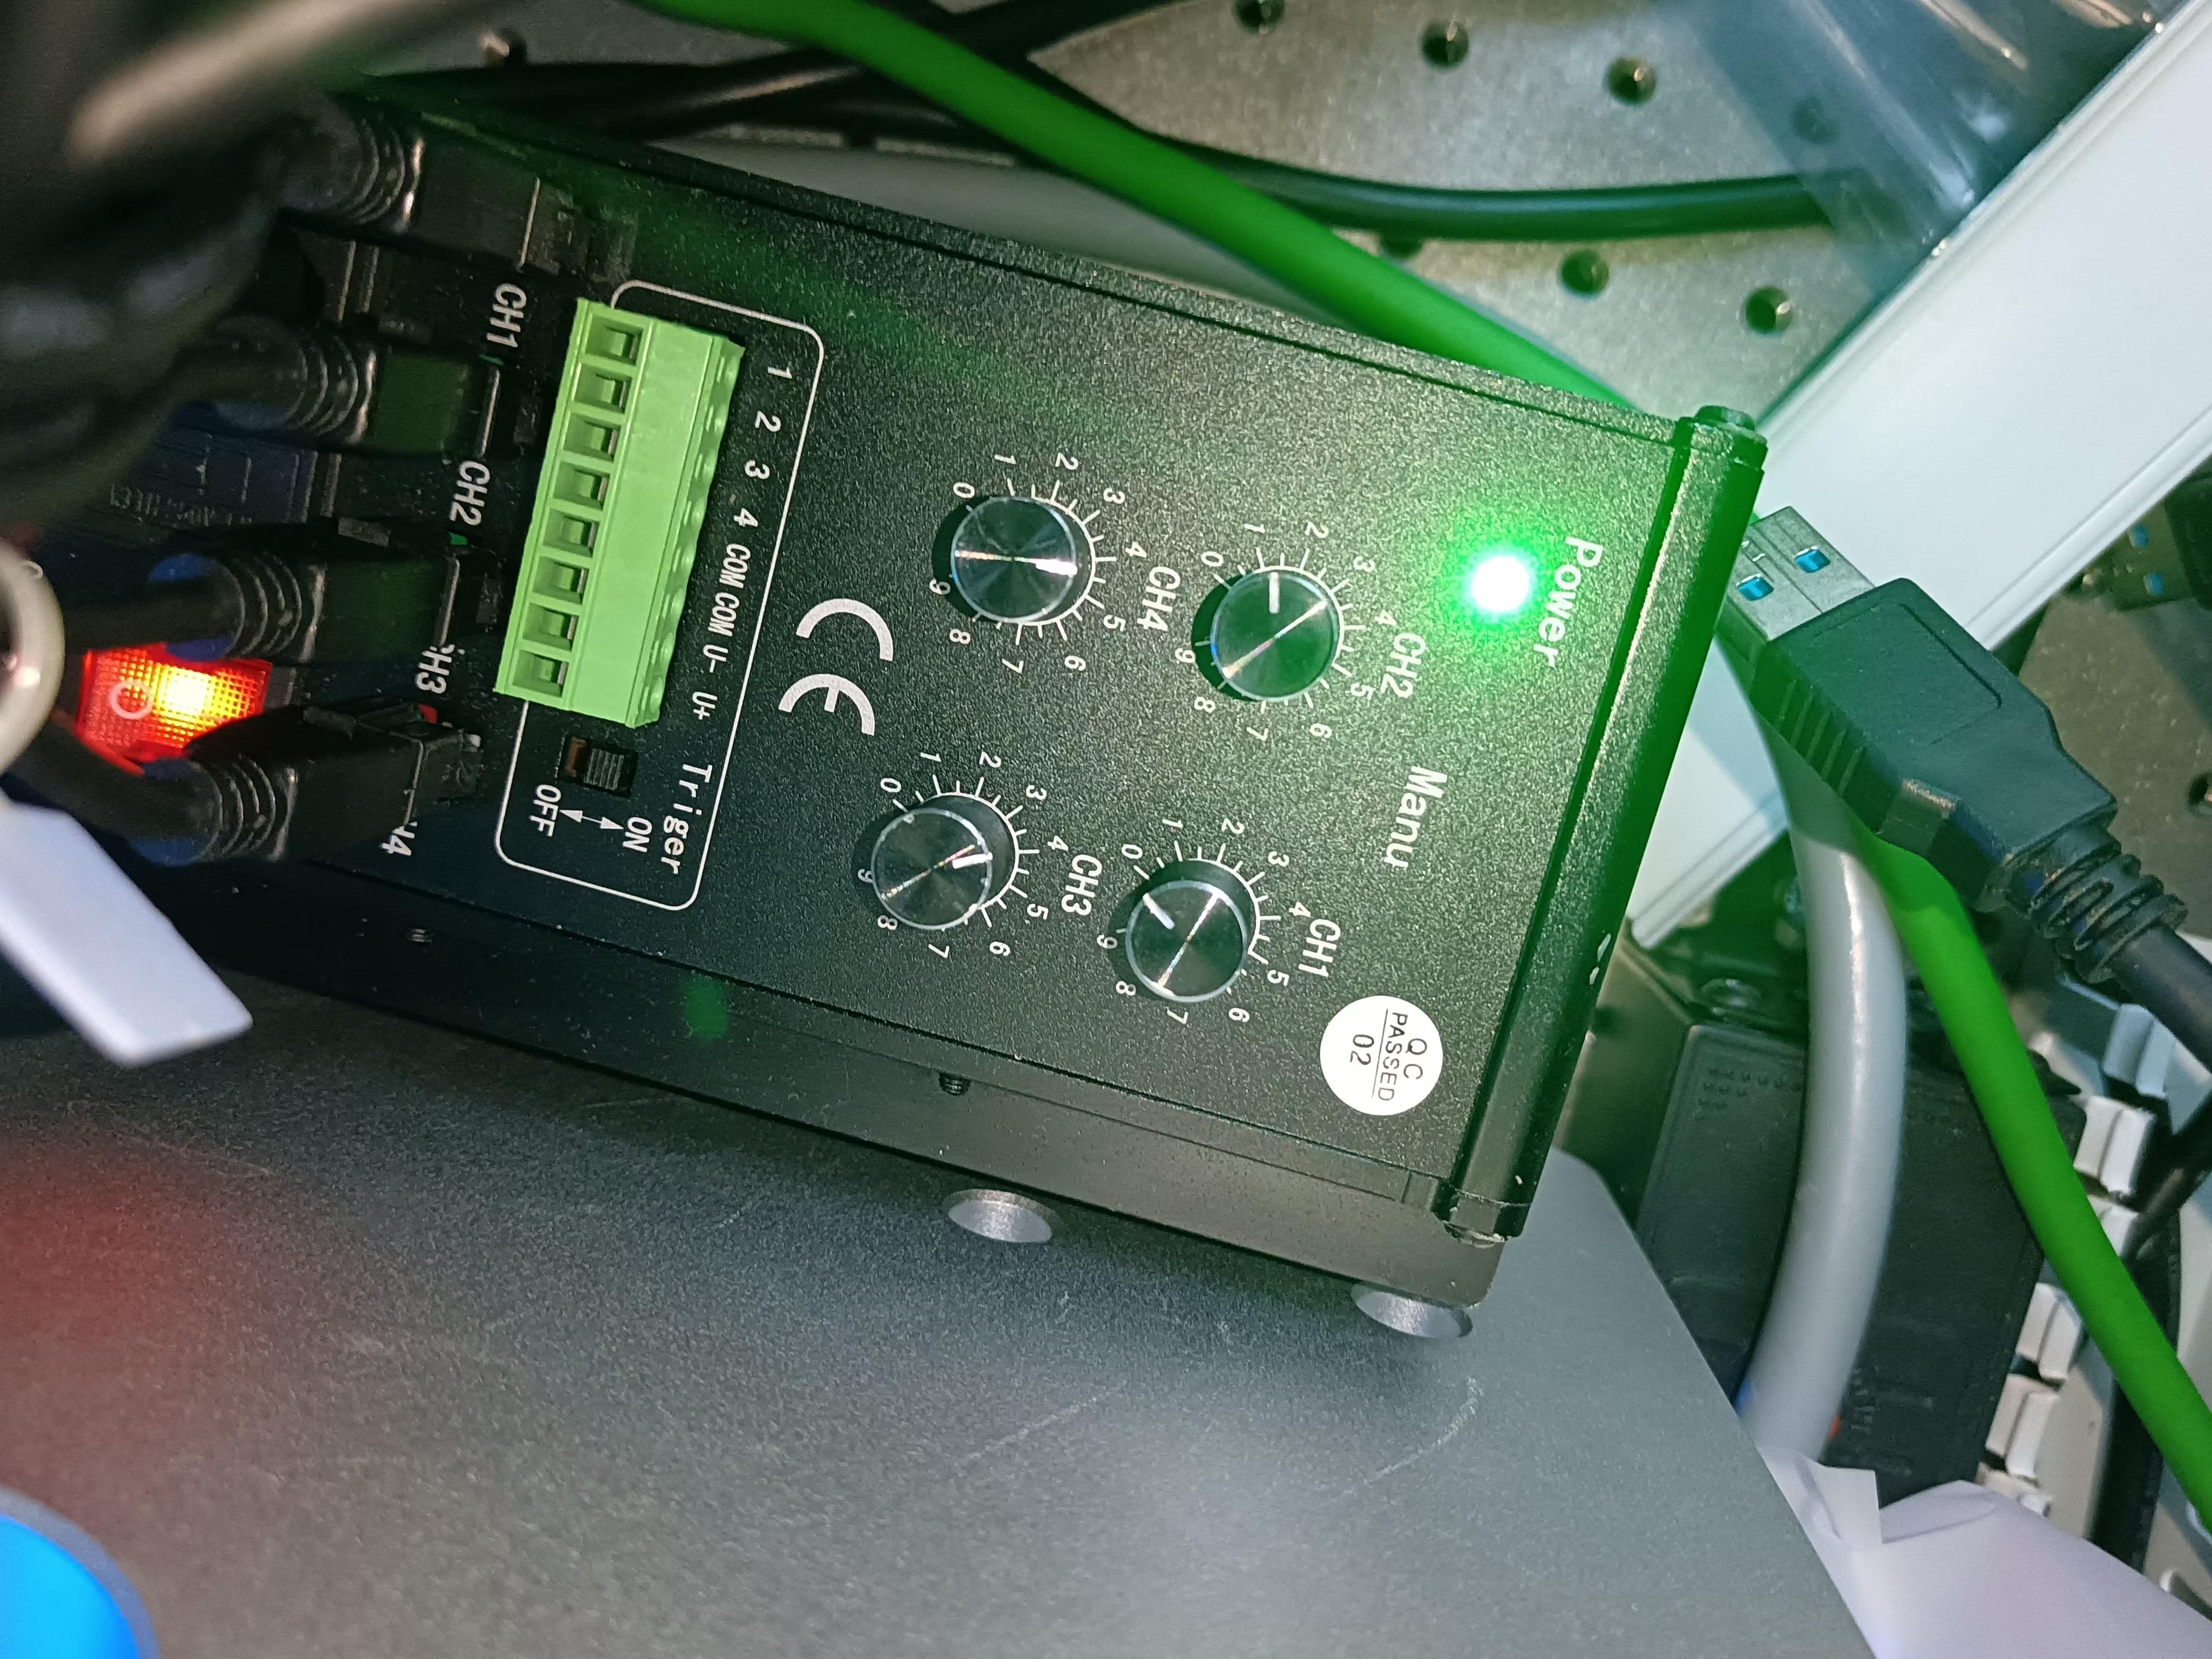 Power
Manu
CH2
0 1 2 3 4 5 6 7 8 9
CH1
0 1 2 3 4 5 6 7 8 9
CH4
0 1 2 3 4 5 6 7 8 9
CH3
0 1 2 3 4 5 6 7 8 9
QC
PASSED
02
CE
1 2 3 4 COM COM U- U+ Trigger
ON
OFF
CH1
CH2
H3
H4